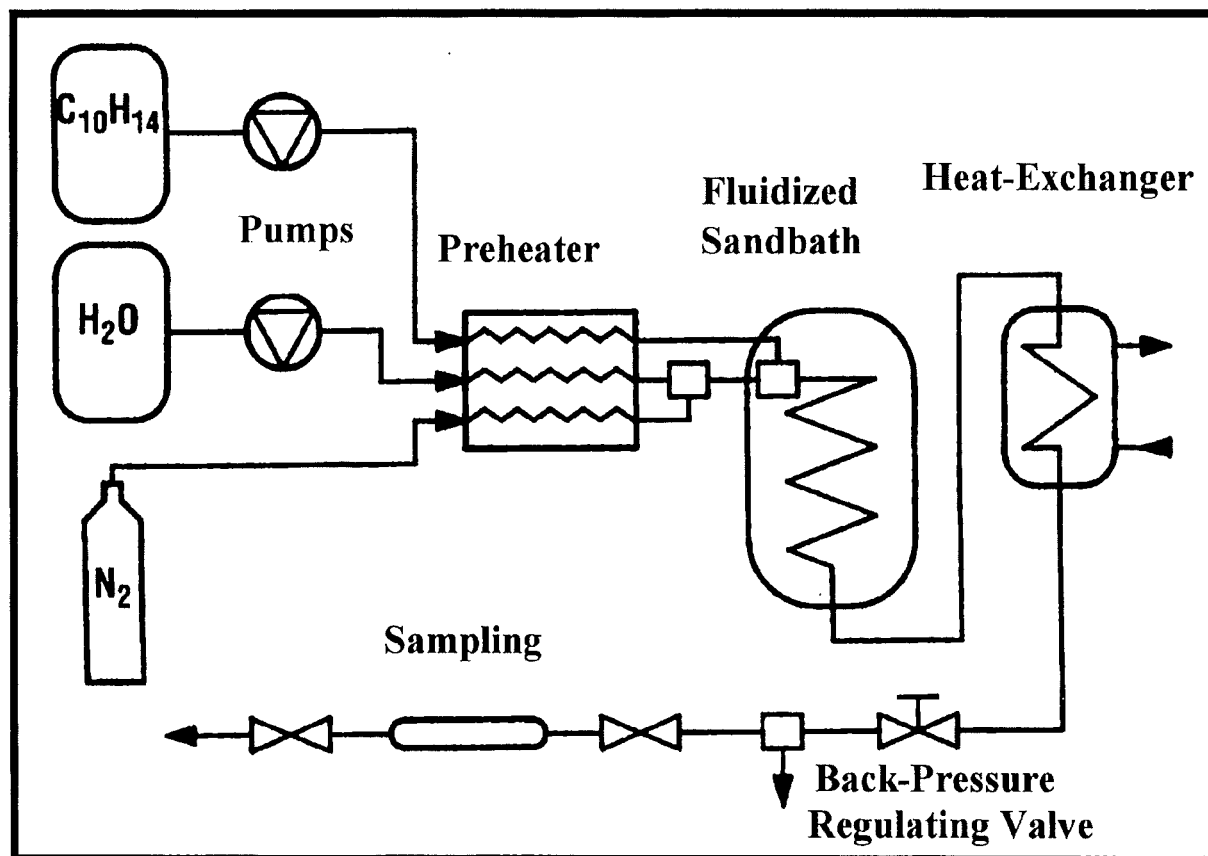 C₁₀H₁₄
Pumps
H₂O
N₂
Preheater
Fluidized
Sandbath
Heat-Exchanger
Sampling
Back-Pressure
Regulating Valve